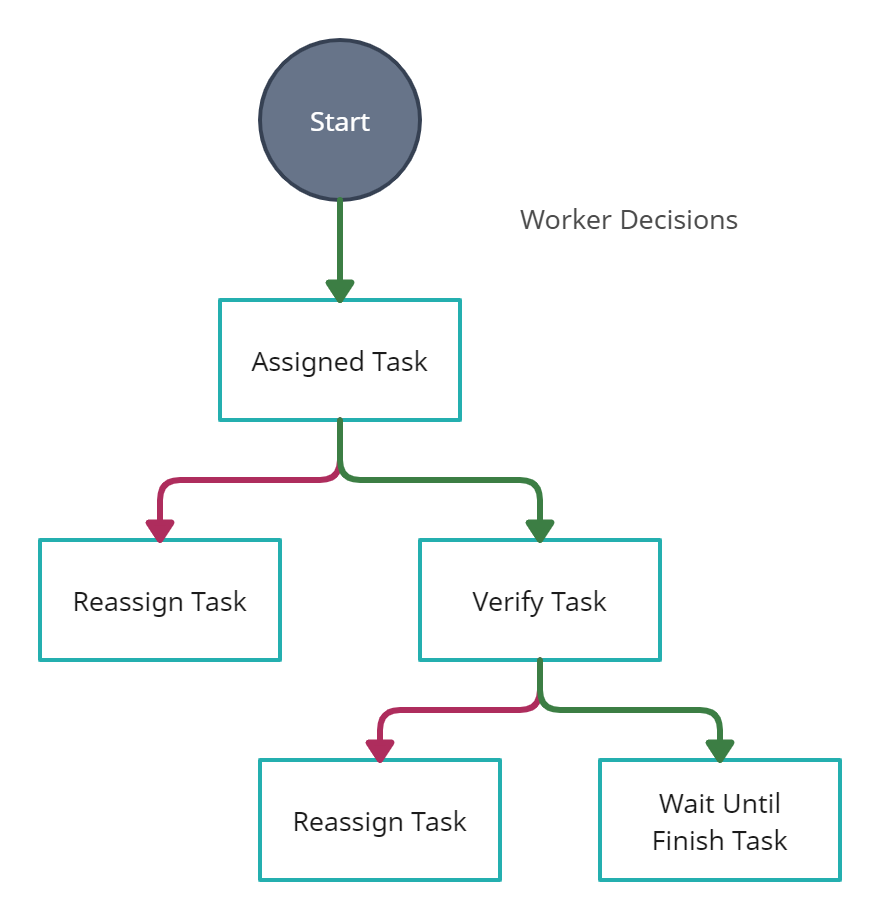 Start
Worker Decisions
Assigned Task
Reassign Task
Verify Task
Reassign Task
Wait Until
Finish Task